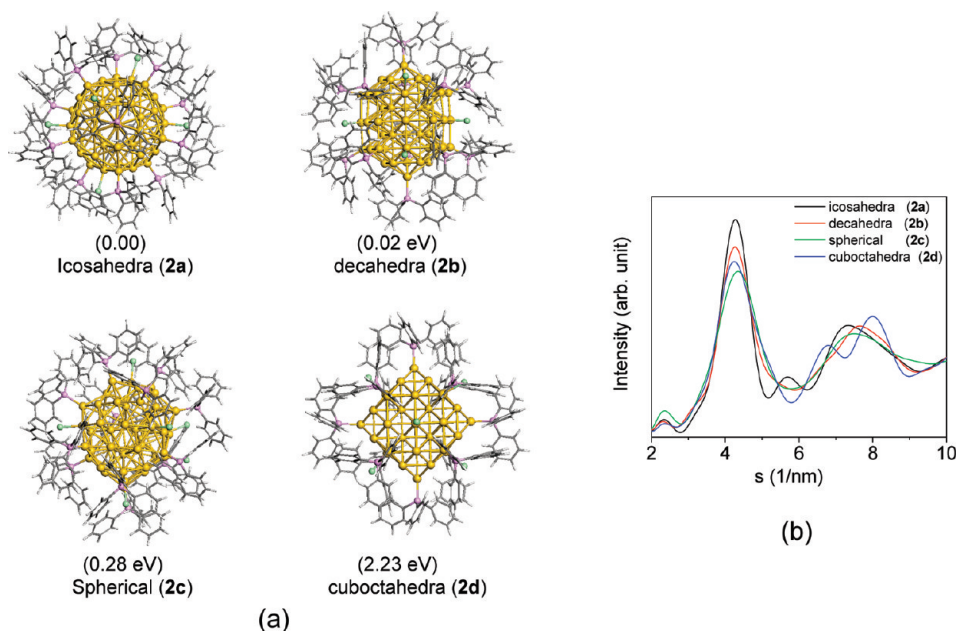 (0.00)
Icosahedra (2a)
(0.02 eV)
decahedra (2b)
(0.28 eV)
Spherical (2c)
(2.23 eV)
cuboctahedra (2d)
(a)
Intensity (arb. unit)
icosahedra (2a)
decahedra (2b)
spherical (2c)
cuboctahedra (2d)
2 4 6 8 10
s (1/nm)
(b)